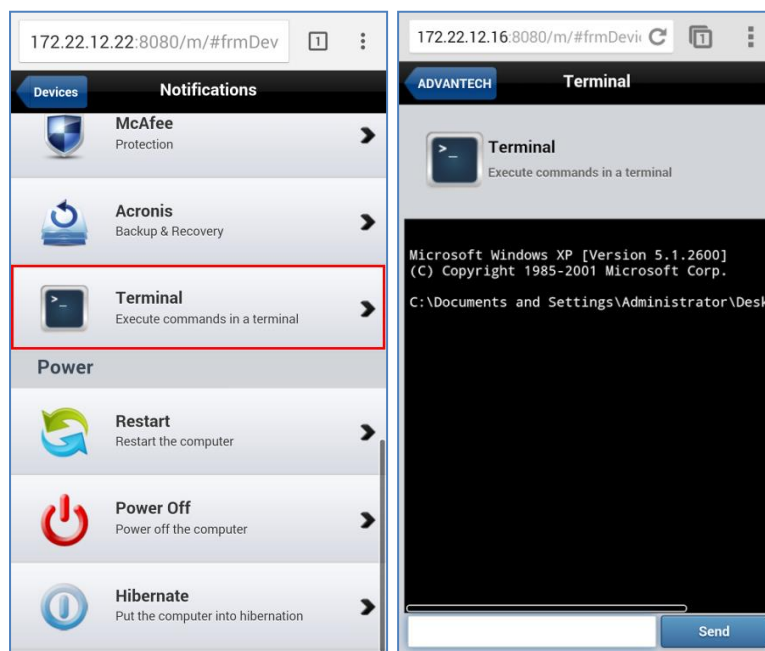 172.22.12.22:8080/m/#frmDev
1
Devices
Notifications
McAfee
Protection
Acronis
Backup & Recovery
>_
Terminal
Execute commands in a terminal
Power
Restart
Restart the computer
Power Off
Power off the computer
Hibernate
Put the computer into hibernation
172.22.12.16:8080/m/#frmDevi
1
ADVANTECH
Terminal
>_
Terminal
Execute commands in a terminal
Microsoft Windows XP [Version 5.1.2600]
(C) Copyright 1985-2001 Microsoft Corp.
C:\Documents and Settings\Administrator\Desk
Send